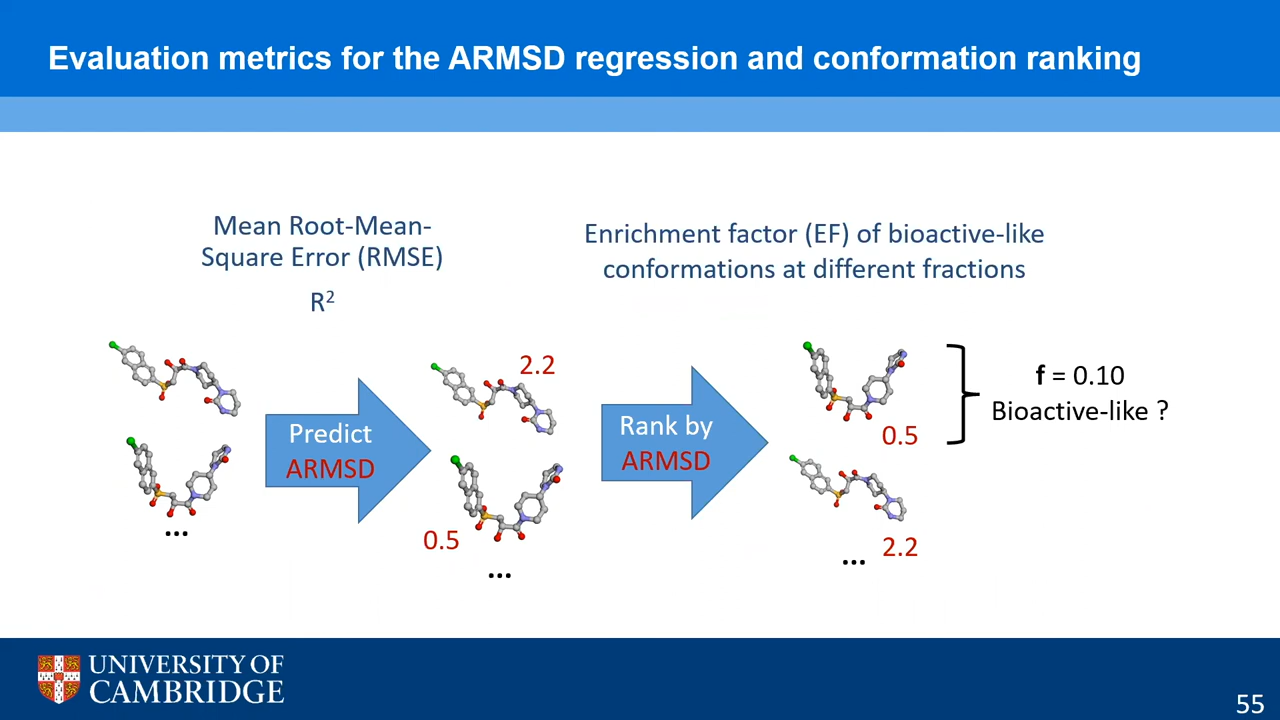 Evaluation metrics for the ARMSD regression and conformation ranking
Mean Root-Mean-
Square Error (RMSE)
R²
Enrichment factor (EF) of bioactive-like
conformations at different fractions
...
Predict
ARMSD
2.2
0.5
...
Rank by
ARMSD
0.5
2.2
...
f = 0.10
Bioactive-like ?
UNIVERSITY OF
CAMBRIDGE
55